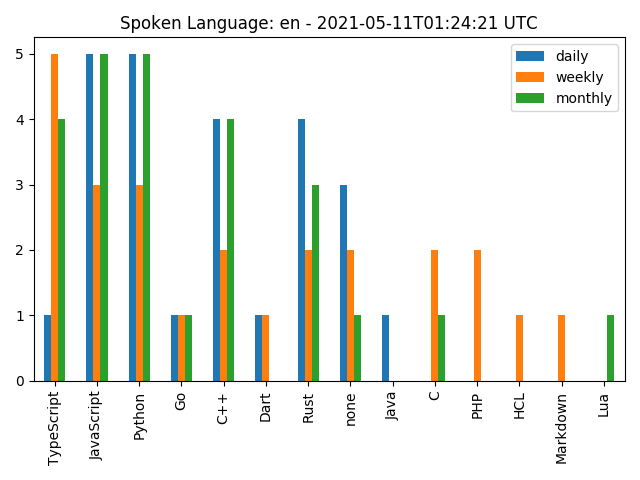 Spoken Language: en - 2021-05-11T01:24:21 UTC
daily
weekly
monthly
5
4
3
2
1
0
TypeScript
JavaScript
Python
Go
C++
Dart
Rust
none
Java
C
PHP
HCL
Markdown
Lua